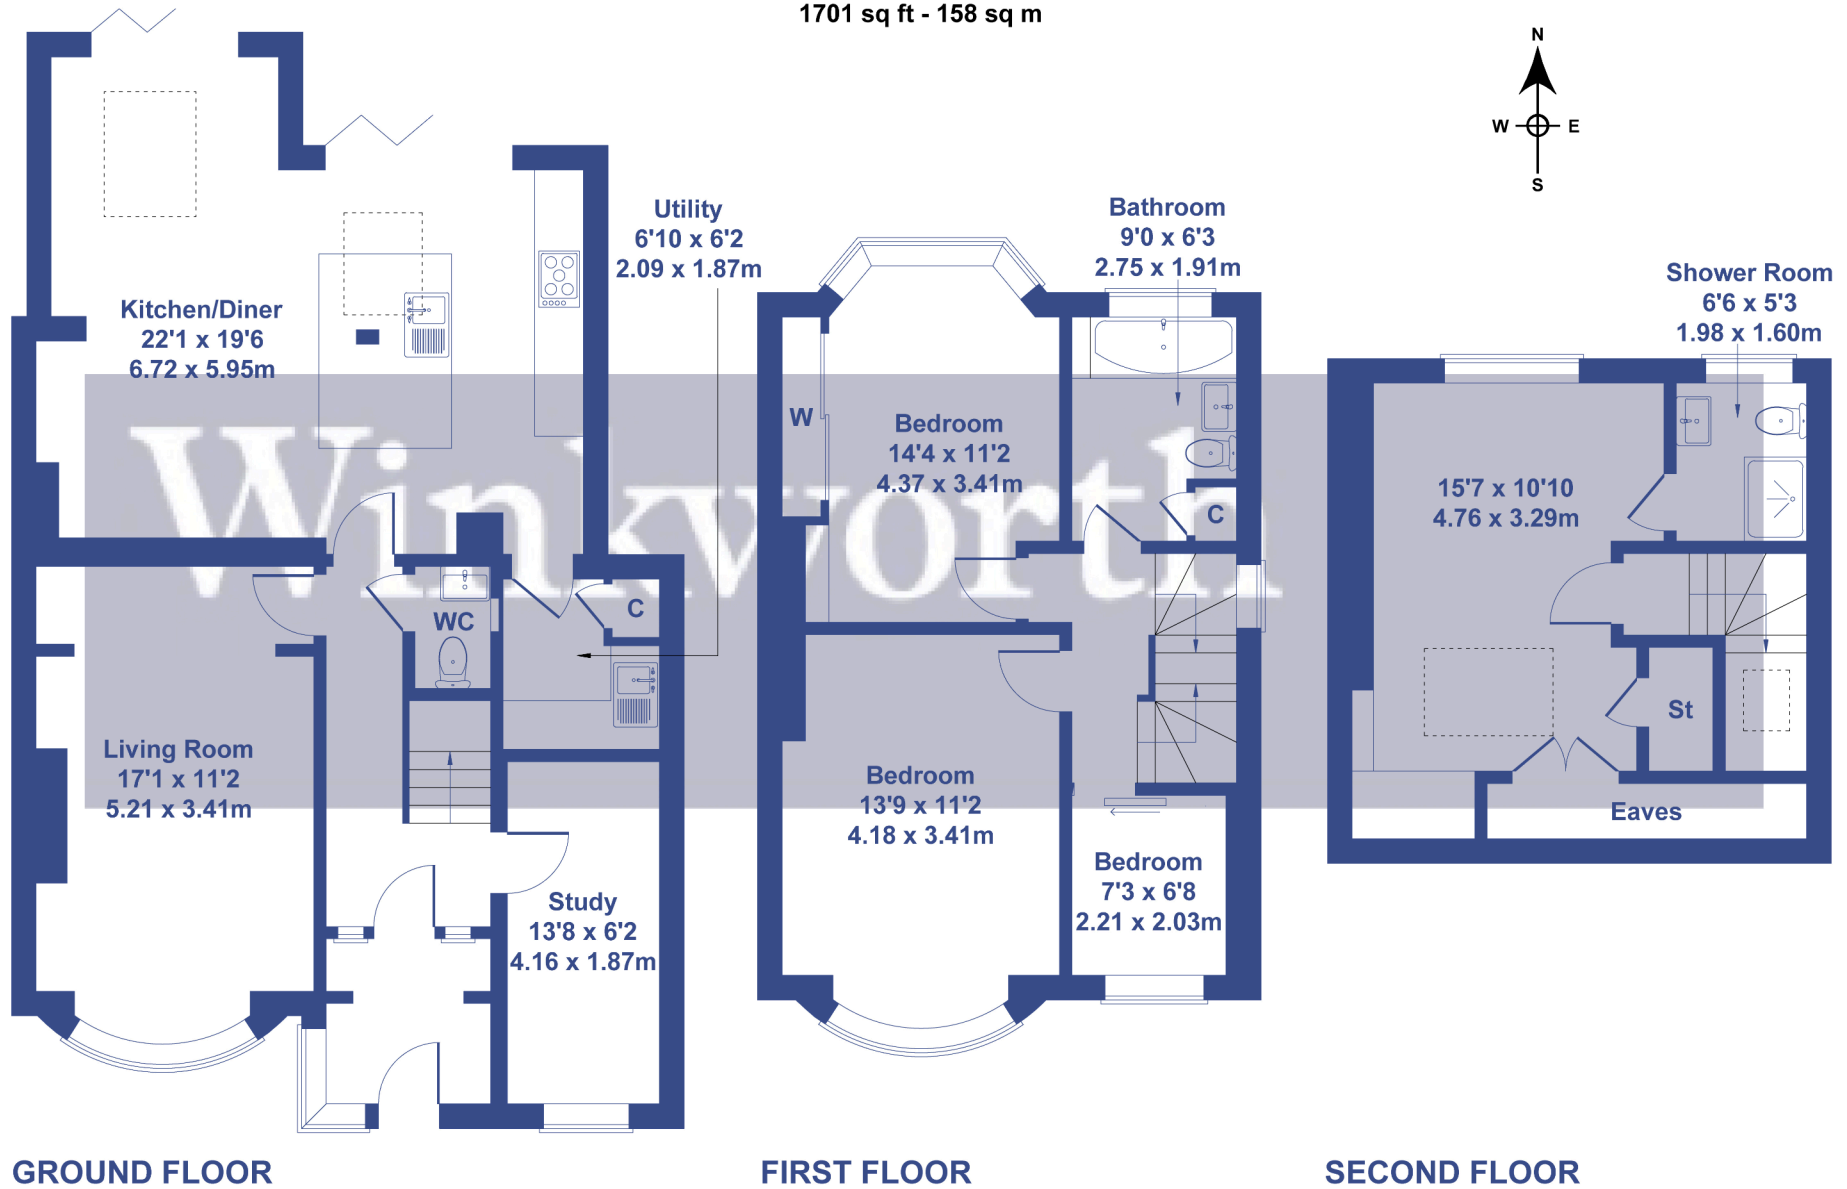 1701 sq ft - 158 sq m
N
W E
S
Kitchen/Diner
22'1 x 19'6
6.72 x 5.95m
Utility
6'10 x 6'2
2.09 x 1.87m
WC
C
Living Room
17'1 x 11'2
5.21 x 3.41m
Study
13'8 x 6'2
4.16 x 1.87m
GROUND FLOOR
Bathroom
9'0 x 6'3
2.75 x 1.91m
W
Bedroom
14'4 x 11'2
4.37 x 3.41m
C
Bedroom
13'9 x 11'2
4.18 x 3.41m
Bedroom
7'3 x 6'8
2.21 x 2.03m
FIRST FLOOR
Shower Room
6'6 x 5'3
1.98 x 1.60m
15'7 x 10'10
4.76 x 3.29m
St
Eaves
SECOND FLOOR
Winkworth